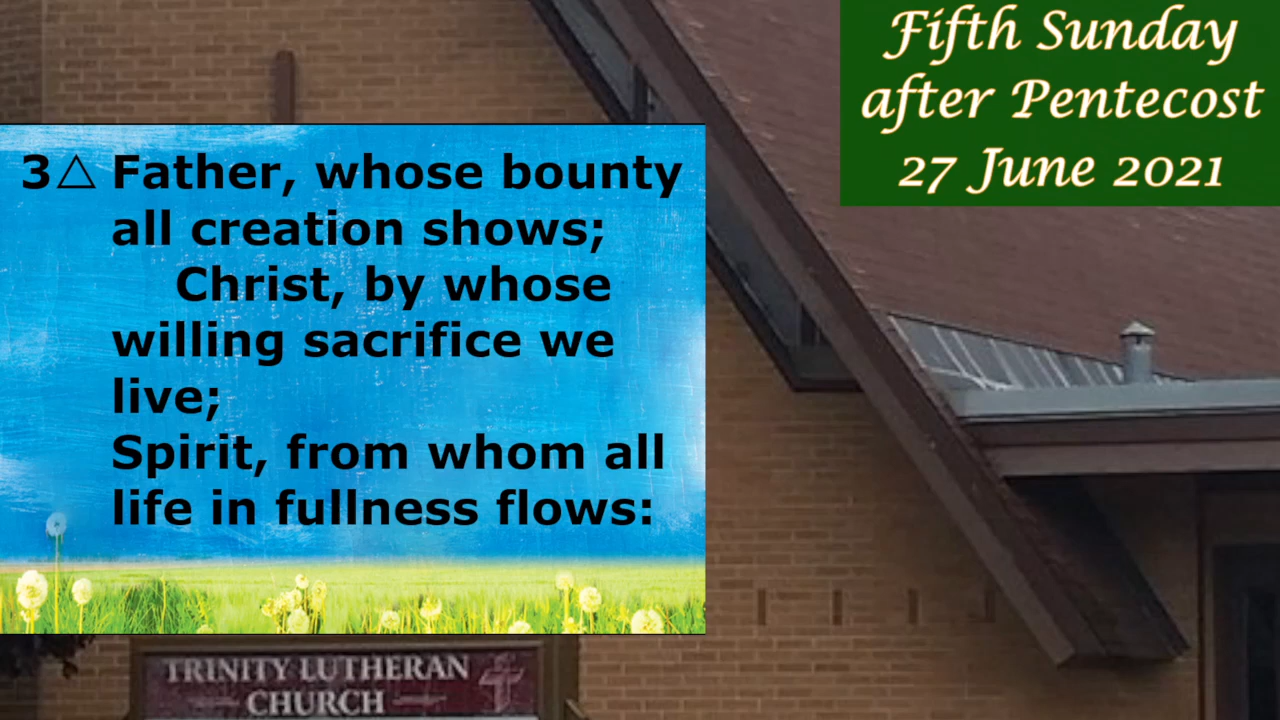 Fifth Sunday
after Pentecost
27 June 2021
3△ Father, whose bounty
all creation shows;
Christ, by whose
willing sacrifice we
live;
Spirit, from whom all
life in fullness flows:
TRINITY LUTHERAN
CHURCH